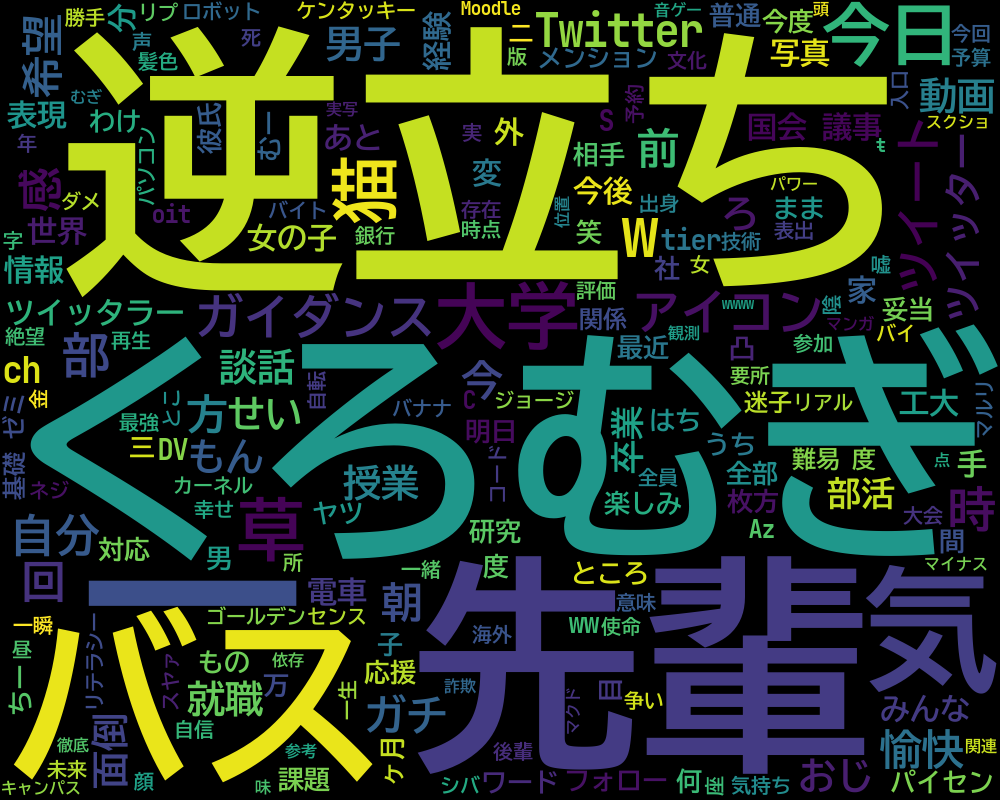 勝手
分
リプ
ロボット
ケンタッキー
Moodle
二
音ゲー
普通
今度
頭
今日
今回
予算
希望
声
髪色
死
男子
経験
Twitter
版
メンション
文化
写真
入口
動画
スクショ
表現
むぎ
わけ
パソコン
彼氏
むー
実写
あと
実
外
S
予約
相手
前
国会
議事
も
年
感
ダメ
逆立ち
猫
変
今後
パワー
ツイート
ツイッター
字
世界
oit
バイト
女の子
銀行
存在
時点
位置
笑
出身
W
tier
技術
ろ
まま
表出
情報
社
女
嘘
家
ツイッタラー
ガイダンス
大学
評価
関係
アイコン
www
陰
マンガ
妥当
バイ
絶望
再生
部
最近
観測
凸
参加
ch
金
談話
自転
今
要所
C
ジョージ
バナナ
迷子
リアル
工大
マルリ
ゼミ
とこ
最強
方
せい
くろむぎ
卒業
はち
うち
三
DV
もん
明日
コード
基礎
ネジ
カーネル
授業
全員
全部
難易
度
点
手
幸せ
草
ヤツ
楽しみ
枚方
部活
大会
時
自分
対応
男
所
研究
Az
間
回
一緒
度
ところ
マイナス
ー
電車
朝
先輩
気
一瞬
バス
ゴールデン
センス
子
海外
意味
WW
使命
昼
リテラシー
スヤァ
もの
依存
応援
詐欺
目
争い
みんな
ちー
就職
万
一生
ガチ
マクド
面倒
自信
徹底
未来
参考
ヶ月
後輩
愉快
関連
キャンパス
顔
味
課題
シバ
ワード
フォロー
何
気持ち
おじ
パイセン